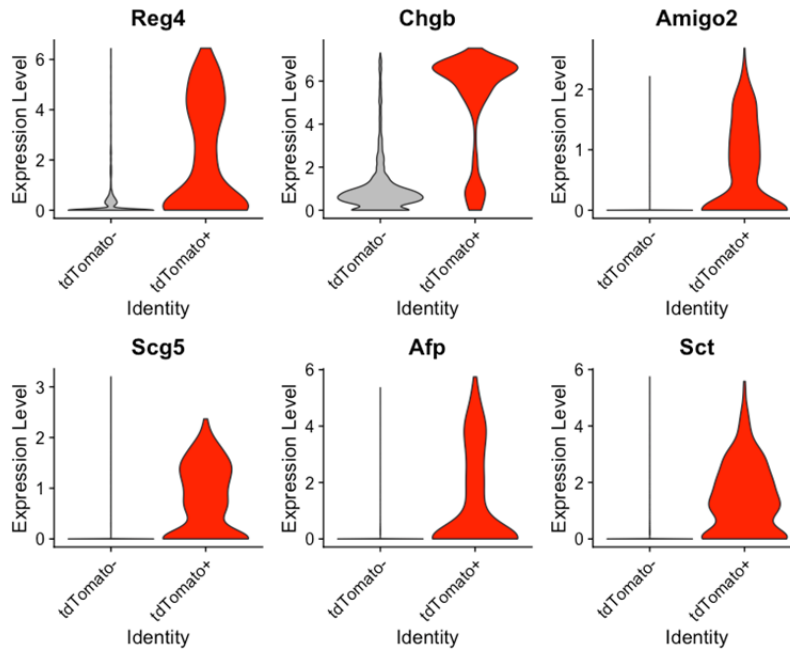 Reg4
Chgb
Amigo2
Expression Level
6
4
2
0
tdTomato-
tdTomato+
Identity
Expression Level
6
4
2
0
tdTomato-
tdTomato+
Identity
Expression Level
2
1
0
tdTomato-
tdTomato+
Identity
Scg5
Afp
Sct
Expression Level
3
2
1
0
tdTomato-
tdTomato+
Identity
Expression Level
6
4
2
0
tdTomato-
tdTomato+
Identity
Expression Level
6
4
2
0
tdTomato-
tdTomato+
Identity